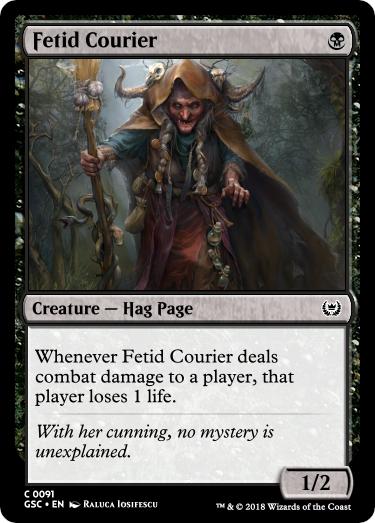 Fetid Courier
Creature — Hag Page
Whenever Fetid Courier deals
combat damage to a player, that
player loses 1 life.
With her cunning, no mystery is
unexplained.
1/2
C 0091
GSC • EN Raluca Iosifescu
™ & © 2018 Wizards of the Coast